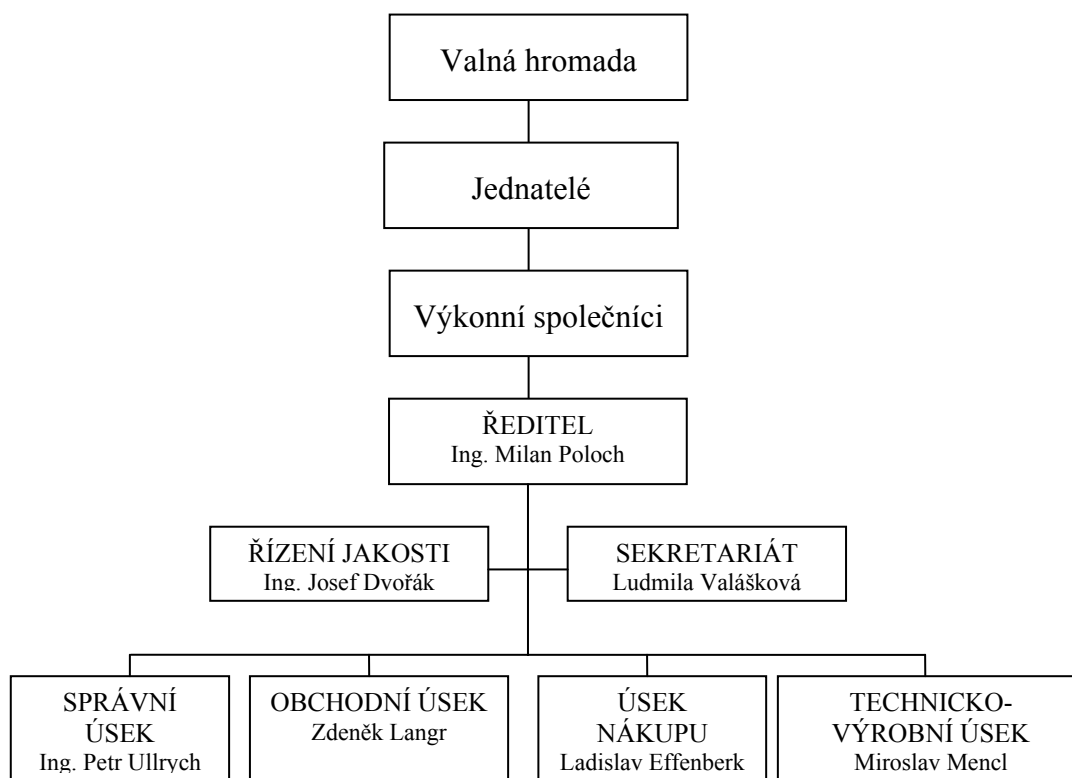 Valná hromada
Jednatelé
Výkonní společníci
ŘEDITEL
Ing. Milan Poloch
ŘÍZENÍ JAKOSTI
Ing. Josef Dvořák
SEKRETARIÁT
Ludmila Valášková
SPRÁVNÍ
ÚSEK
Ing. Petr Ullrych
OBCHODNÍ ÚSEK
Zdeněk Langr
ÚSEK
NÁKUPU
Ladislav Effenberk
TECHNICKO-
VÝROBNÍ ÚSEK
Miroslav Mencl